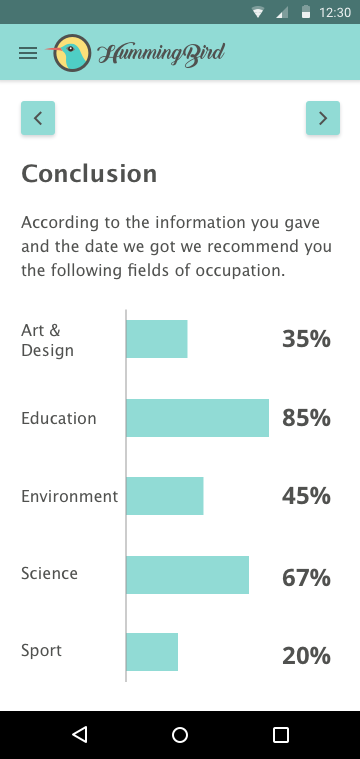 12:30
HummingBird
Conclusion
According to the information you gave
and the date we got we recommend you
the following fields of occupation.
Art &
Design
35%
Education
85%
Environment
45%
Science
67%
Sport
20%